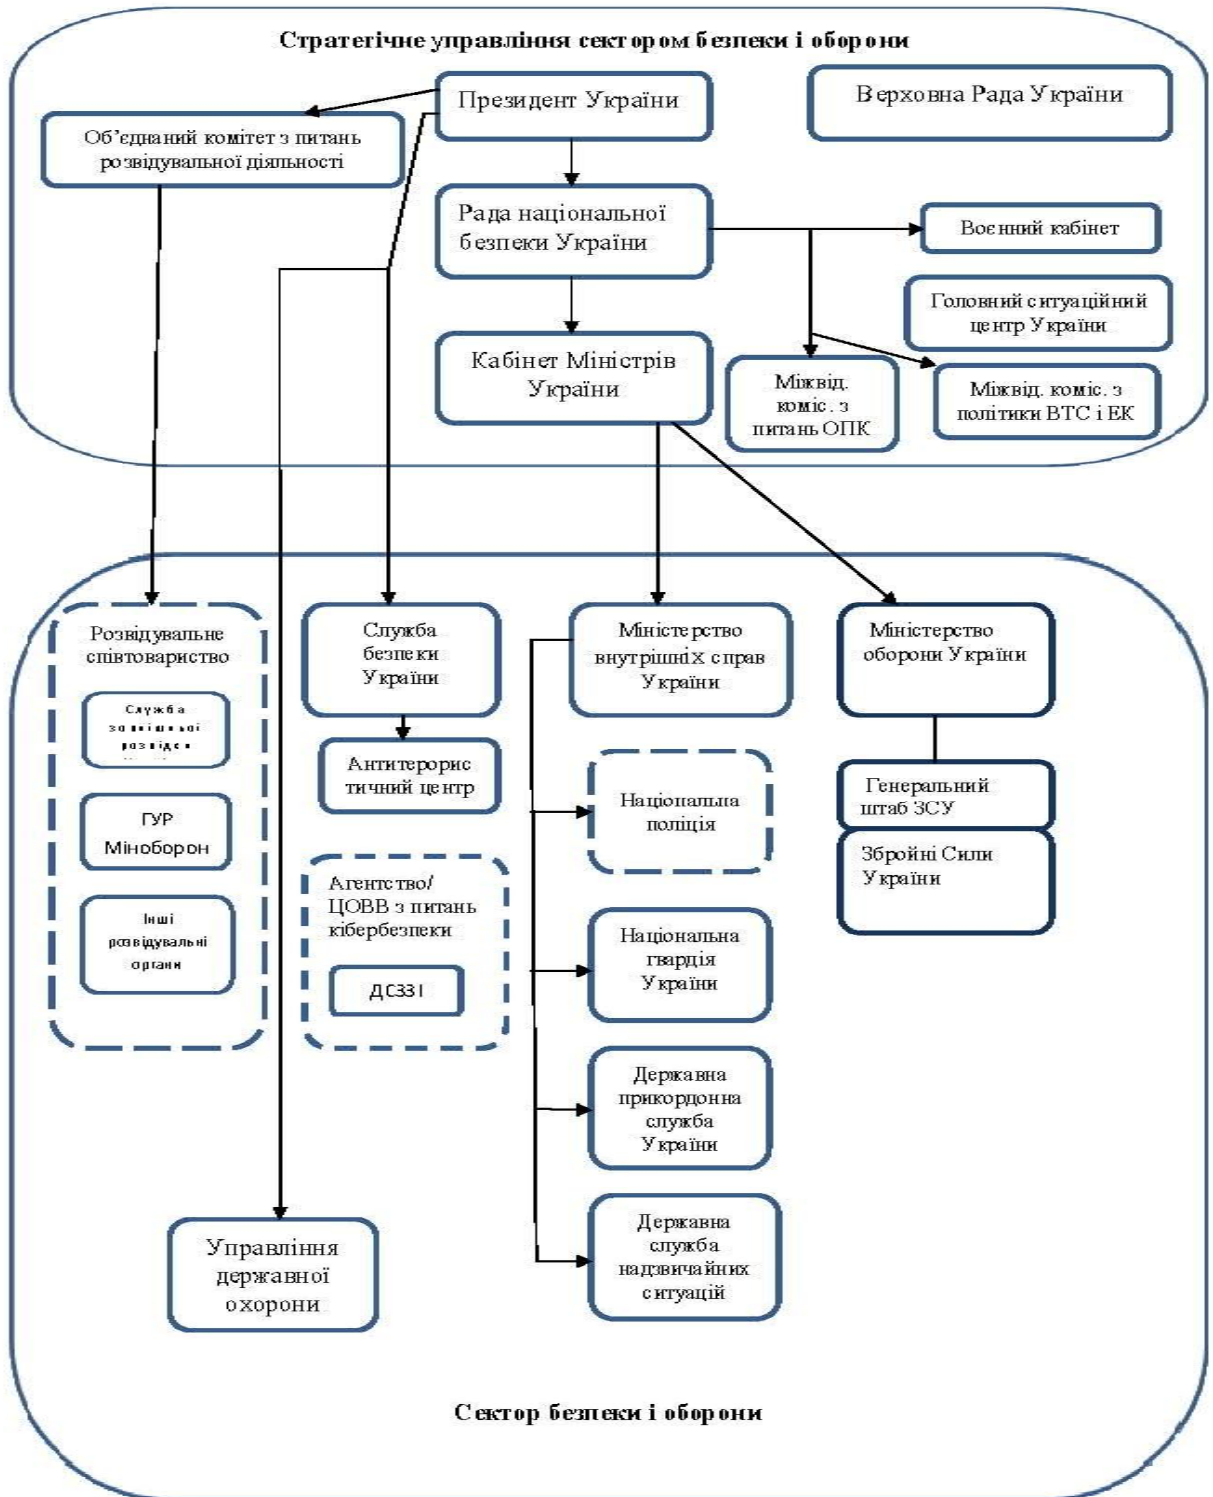 Стратегічне управління сектором безпеки і оборони
Президент України
Верховна Рада України
Об’єднаний комітет з питань
розвідувальної діяльності
Рада національної
безпеки України
Воєнний кабінет
Головний ситуаційний
центр України
Кабінет Міністрів
України
Міжвід.
коміс. з
питань ОПК
Міжвід. коміс. з
політики ВТС і ЕК
Розвідувальне
співтовариство
Служба
зовнішньої
розвідки
ГУР
Міноборон
Інші
розвідувальні
органи
Служба
безпеки
України
Антитерорис
тичний центр
Агентство/
ЦОВВ з питань
кібербезпеки
ДСЗЗІ
Міністерство
внутрішніх справ
України
Національна
поліція
Національна
гвардія
України
Державна
прикордонна
служба
України
Державна
служба
надзвичайних
ситуацій
Міністерство
оборони України
Генеральний
штаб ЗСУ
Збройні Сили
України
Управління
державної
охорони
Сектор безпеки і оборони